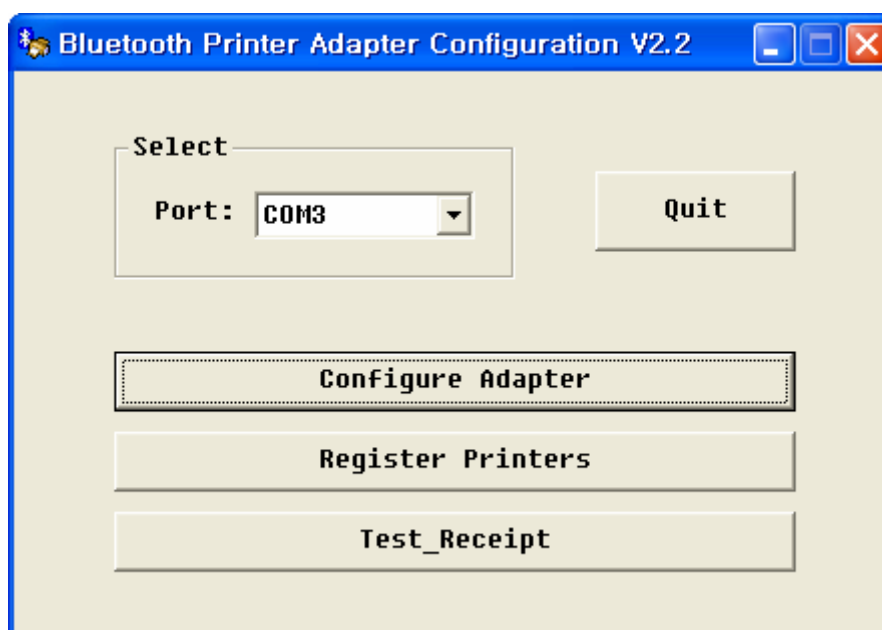 Bluetooth Printer Adapter Configuration V2.2
Select
Port: COM3
Quit
Configure Adapter
Register Printers
Test_Receipt